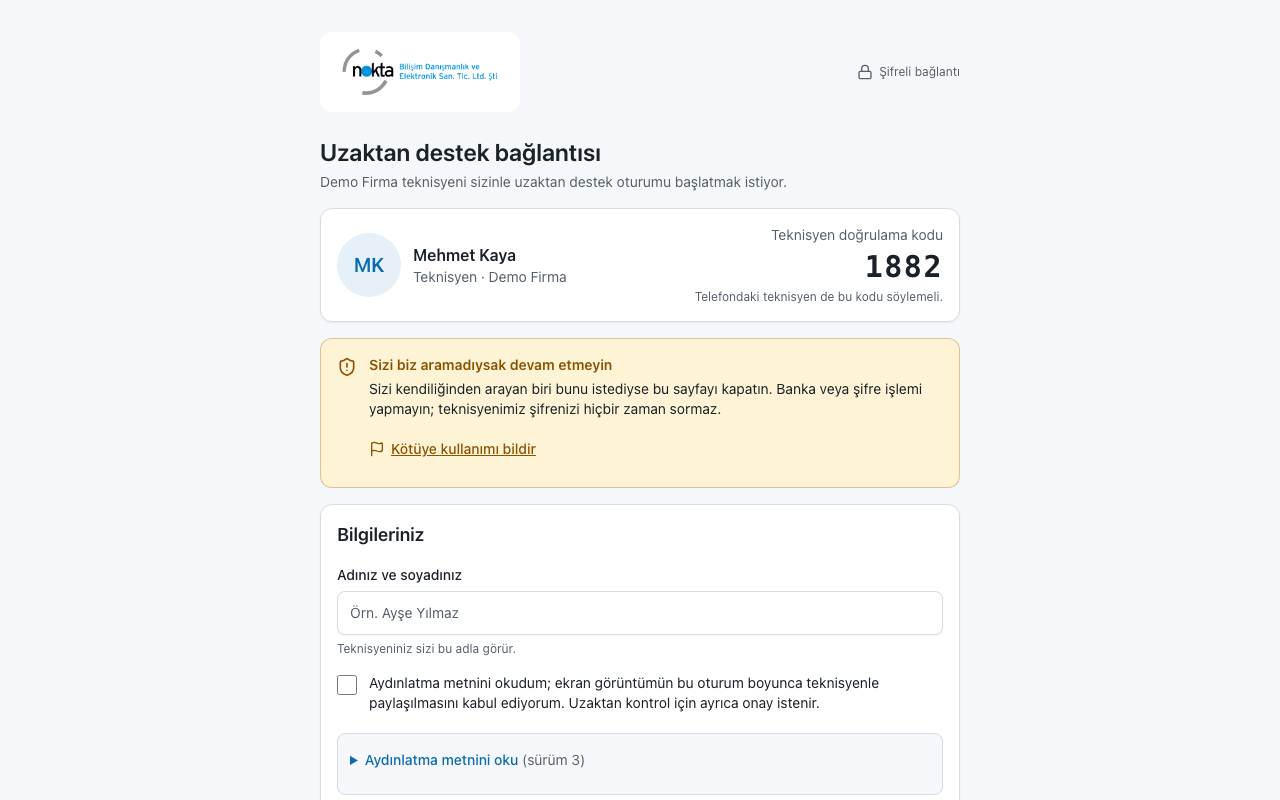 nokta Bilişim Danışmanlık ve
Elektronik San. Tic. Ltd. Şti
Şifreli bağlantı
Uzaktan destek bağlantısı
Demo Firma teknisyeni sizinle uzaktan destek oturumu başlatmak istiyor.
MK
Mehmet Kaya
Teknisyen · Demo Firma
Teknisyen doğrulama kodu
1882
Telefondaki teknisyen de bu kodu söylemeli.
Sizi biz aramadıysak devam etmeyin
Sizi kendiliğinden arayan biri bunu istediyse bu sayfayı kapatın. Banka veya şifre işlemi
yapmayın; teknisyenimiz şifrenizi hiçbir zaman sormaz.
Kötüye kullanımı bildir
Bilgileriniz
Adınız ve soyadınız
Örn. Ayşe Yılmaz
Teknisyeniniz sizi bu adla görür.
Aydınlatma metnini okudum; ekran görüntümün bu oturum boyunca teknisyenle
paylaşılmasını kabul ediyorum. Uzaktan kontrol için ayrıca onay istenir.
Aydınlatma metnini oku (sürüm 3)